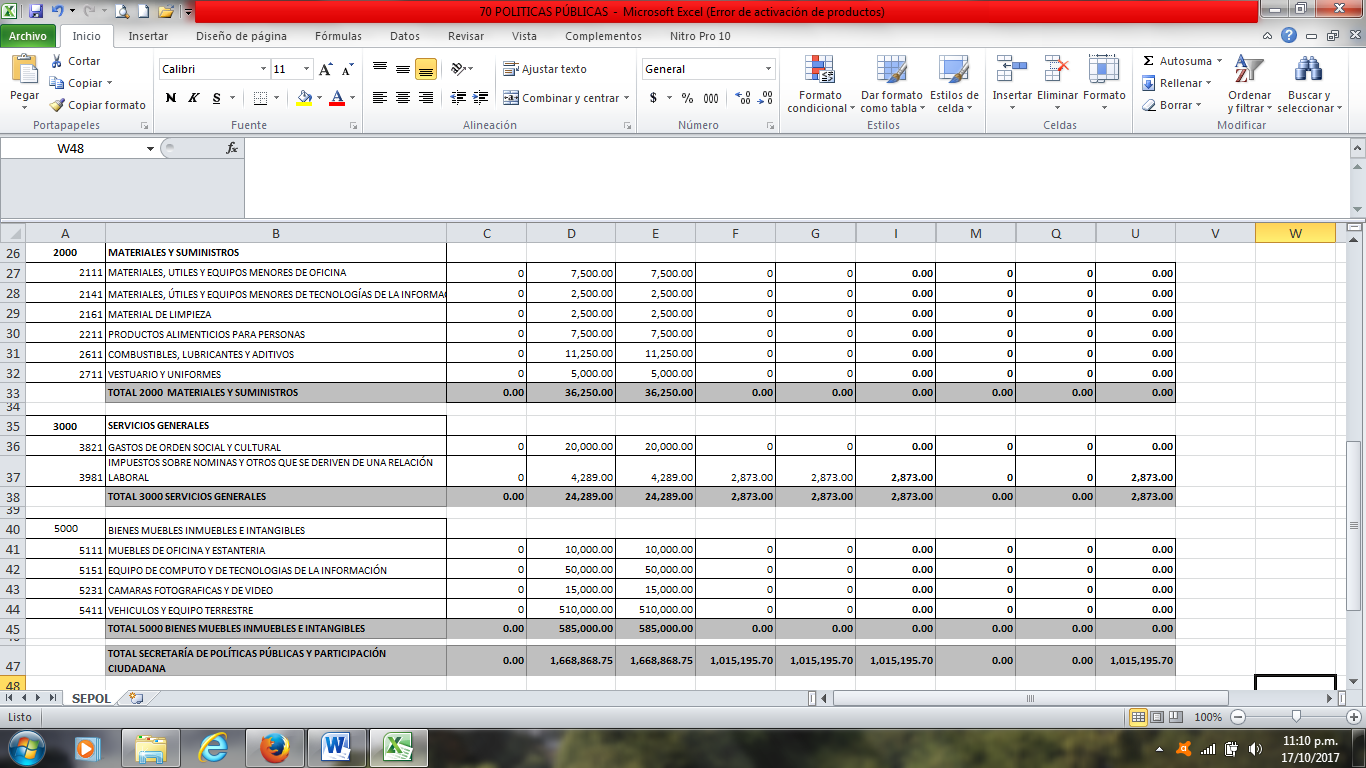 70 POLITICAS PÚBLICAS - Microsoft Excel (Error de activación de productos)
Archivo Inicio Insertar Diseño de página Fórmulas Datos Revisar Vista Complementos Nitro Pro 10
Pegar
Cortar
Copiar
Copiar formato
Portapapeles
Calibri 11
N K S
Fuente
Ajustar texto
Combinar y centrar
Alineación
General
$ % 000
Número
Formato condicional
Dar formato como tabla
Estilos de celda
Estilos
Insertar Eliminar Formato
Celdas
Autosuma
Rellenar
Borrar
Ordenar y filtrar
Buscar y seleccionar
Modificar
W48 fx
A B C D E F G I M Q U V W
26 2000 MATERIALES Y SUMINISTROS
27 2111 MATERIALES, UTILES Y EQUIPOS MENORES DE OFICINA 0 7,500.00 7,500.00 0 0 0.00 0 0 0.00
28 2141 MATERIALES, ÚTILES Y EQUIPOS MENORES DE TECNOLOGÍAS DE LA INFORMA 0 2,500.00 2,500.00 0 0 0.00 0 0 0.00
29 2161 MATERIAL DE LIMPIEZA 0 2,500.00 2,500.00 0 0 0.00 0 0 0.00
30 2211 PRODUCTOS ALIMENTICIOS PARA PERSONAS 0 7,500.00 7,500.00 0 0 0.00 0 0 0.00
31 2611 COMBUSTIBLES, LUBRICANTES Y ADITIVOS 0 11,250.00 11,250.00 0 0 0.00 0 0 0.00
32 2711 VESTUARIO Y UNIFORMES 0 5,000.00 5,000.00 0 0 0.00 0 0 0.00
33 TOTAL 2000 MATERIALES Y SUMINISTROS 0.00 36,250.00 36,250.00 0.00 0.00 0.00 0 0 0.00
34
35 3000 SERVICIOS GENERALES
36 3821 GASTOS DE ORDEN SOCIAL Y CULTURAL 0 20,000.00 20,000.00 0 0 0.00 0 0 0.00
IMPUESTOS SOBRE NOMINAS Y OTROS QUE SE DERIVEN DE UNA RELACIÓN
37 3981 LABORAL 0 4,289.00 4,289.00 2,873.00 2,873.00 2,873.00 0 0 2,873.00
38 TOTAL 3000 SERVICIOS GENERALES 0.00 24,289.00 24,289.00 2,873.00 2,873.00 2,873.00 0 0 2,873.00
39
40 5000 BIENES MUEBLES INMUEBLES E INTANGIBLES
41 5111 MUEBLES DE OFICINA Y ESTANTERIA 0 10,000.00 10,000.00 0 0 0.00 0 0 0.00
42 5151 EQUIPO DE COMPUTO Y DE TECNOLOGIAS DE LA INFORMACIÓN 0 50,000.00 50,000.00 0 0 0.00 0 0 0.00
43 5231 CAMARAS FOTOGRAFICAS Y DE VIDEO 0 15,000.00 15,000.00 0 0 0.00 0 0 0.00
44 5411 VEHICULOS Y EQUIPO TERRESTRE 0 510,000.00 510,000.00 0 0 0.00 0 0 0.00
45 TOTAL 5000 BIENES MUEBLES INMUEBLES E INTANGIBLES 0.00 585,000.00 585,000.00 0.00 0.00 0.00 0 0 0.00
TOTAL SECRETARÍA DE POLÍTICAS PÚBLICAS Y PARTICIPACIÓN
47 CIUDADANA 0.00 1,668,868.75 1,668,868.75 1,015,195.70 1,015,195.70 1,015,195.70 0.00 0.00 1,015,195.70
48
SEPOL
Listo 100%
11:10 p.m.
17/10/2017